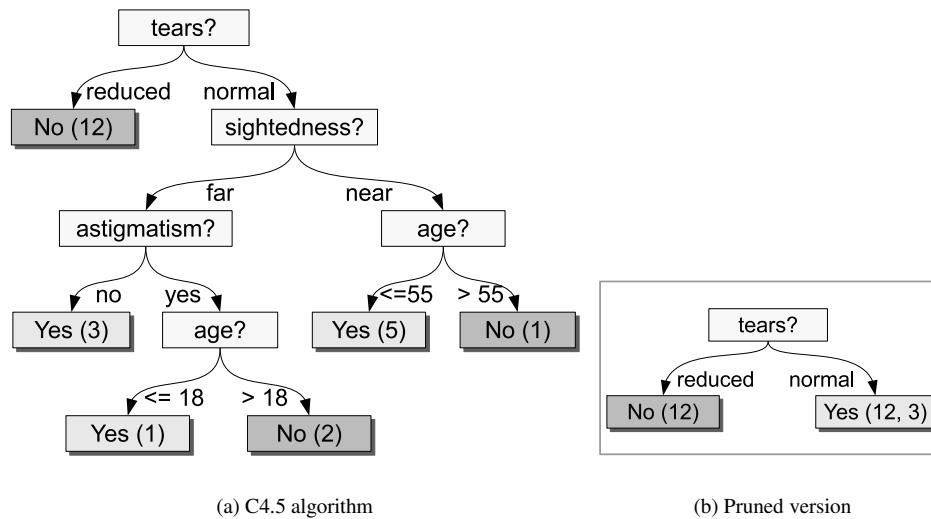 tears?
reduced normal
No (12) sightedness?
far near
astigmatism? age?
no yes <=55 > 55
Yes (3) age? Yes (5) No (1)
<= 18 > 18
Yes (1) No (2)
(a) C4.5 algorithm
tears?
reduced normal
No (12) Yes (12, 3)
(b) Pruned version